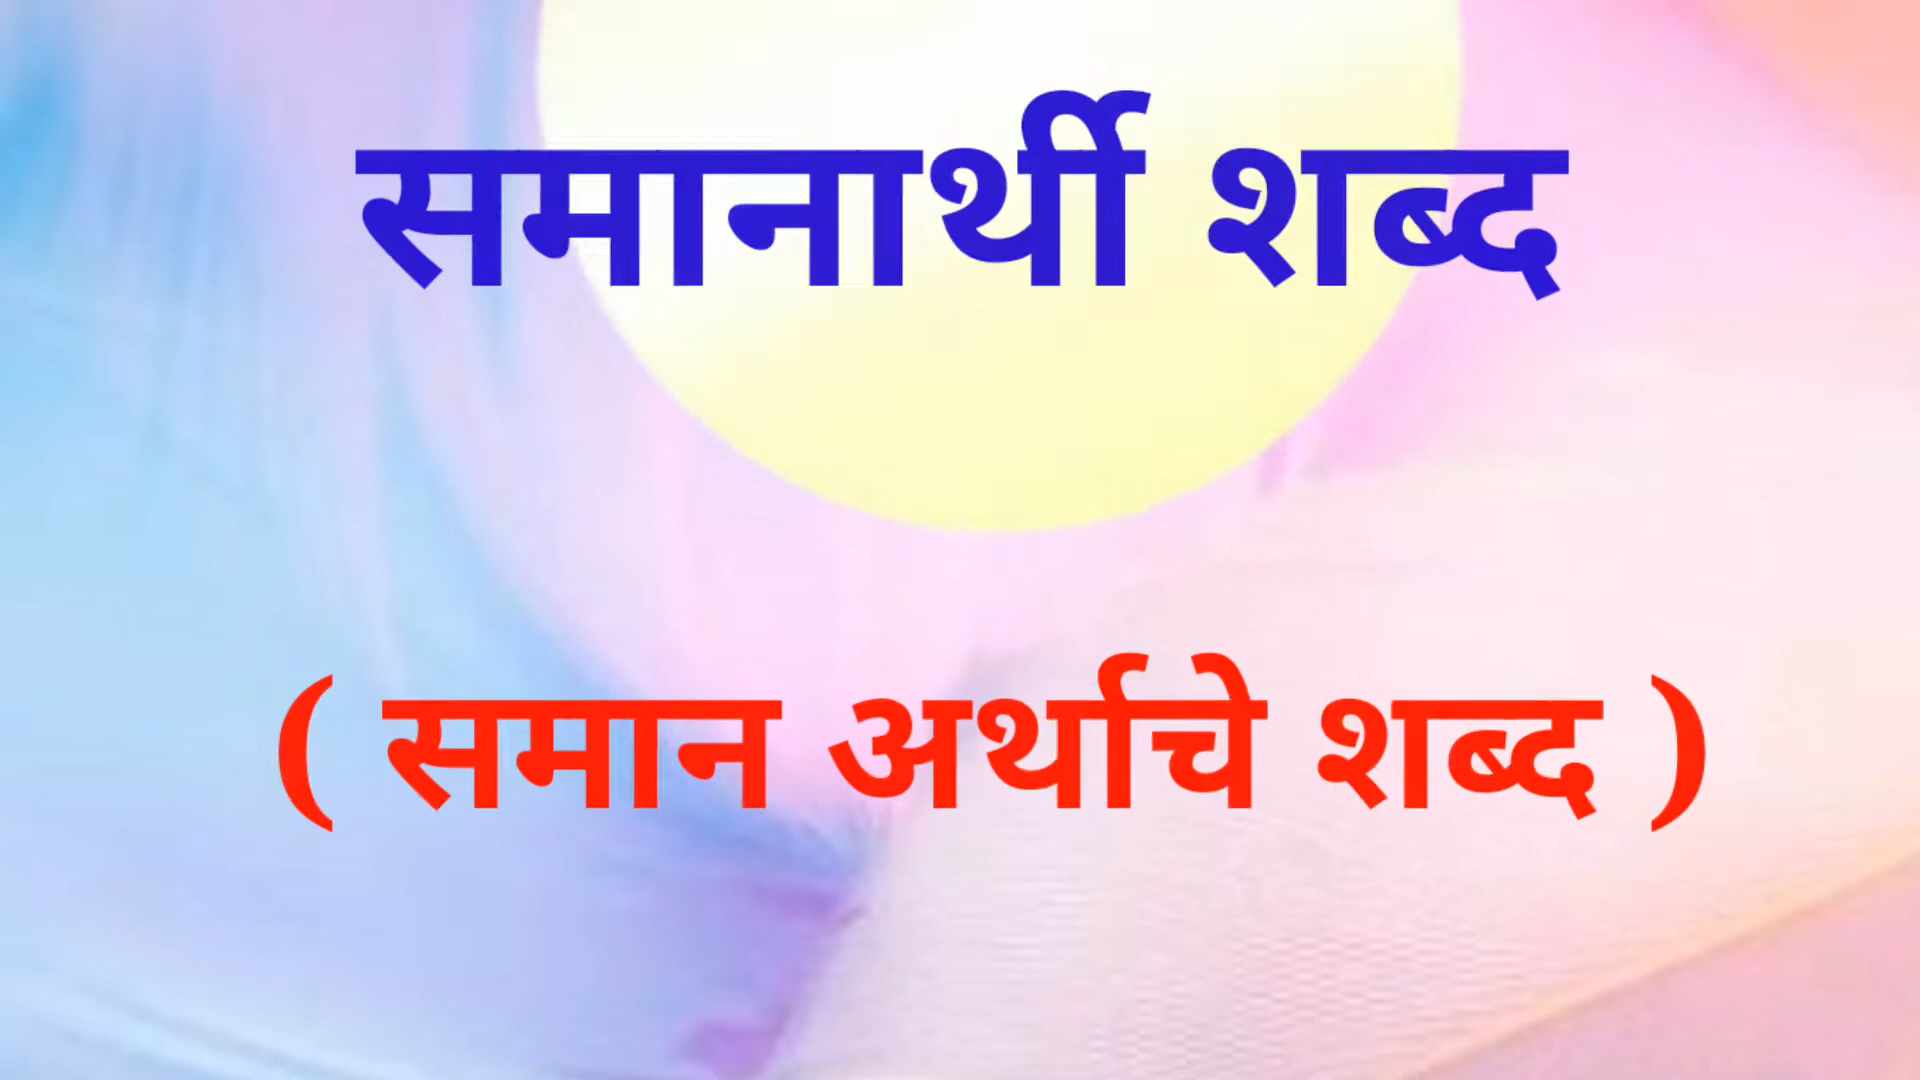 समानार्थी शब्द
( समान अर्थाचे शब्द )